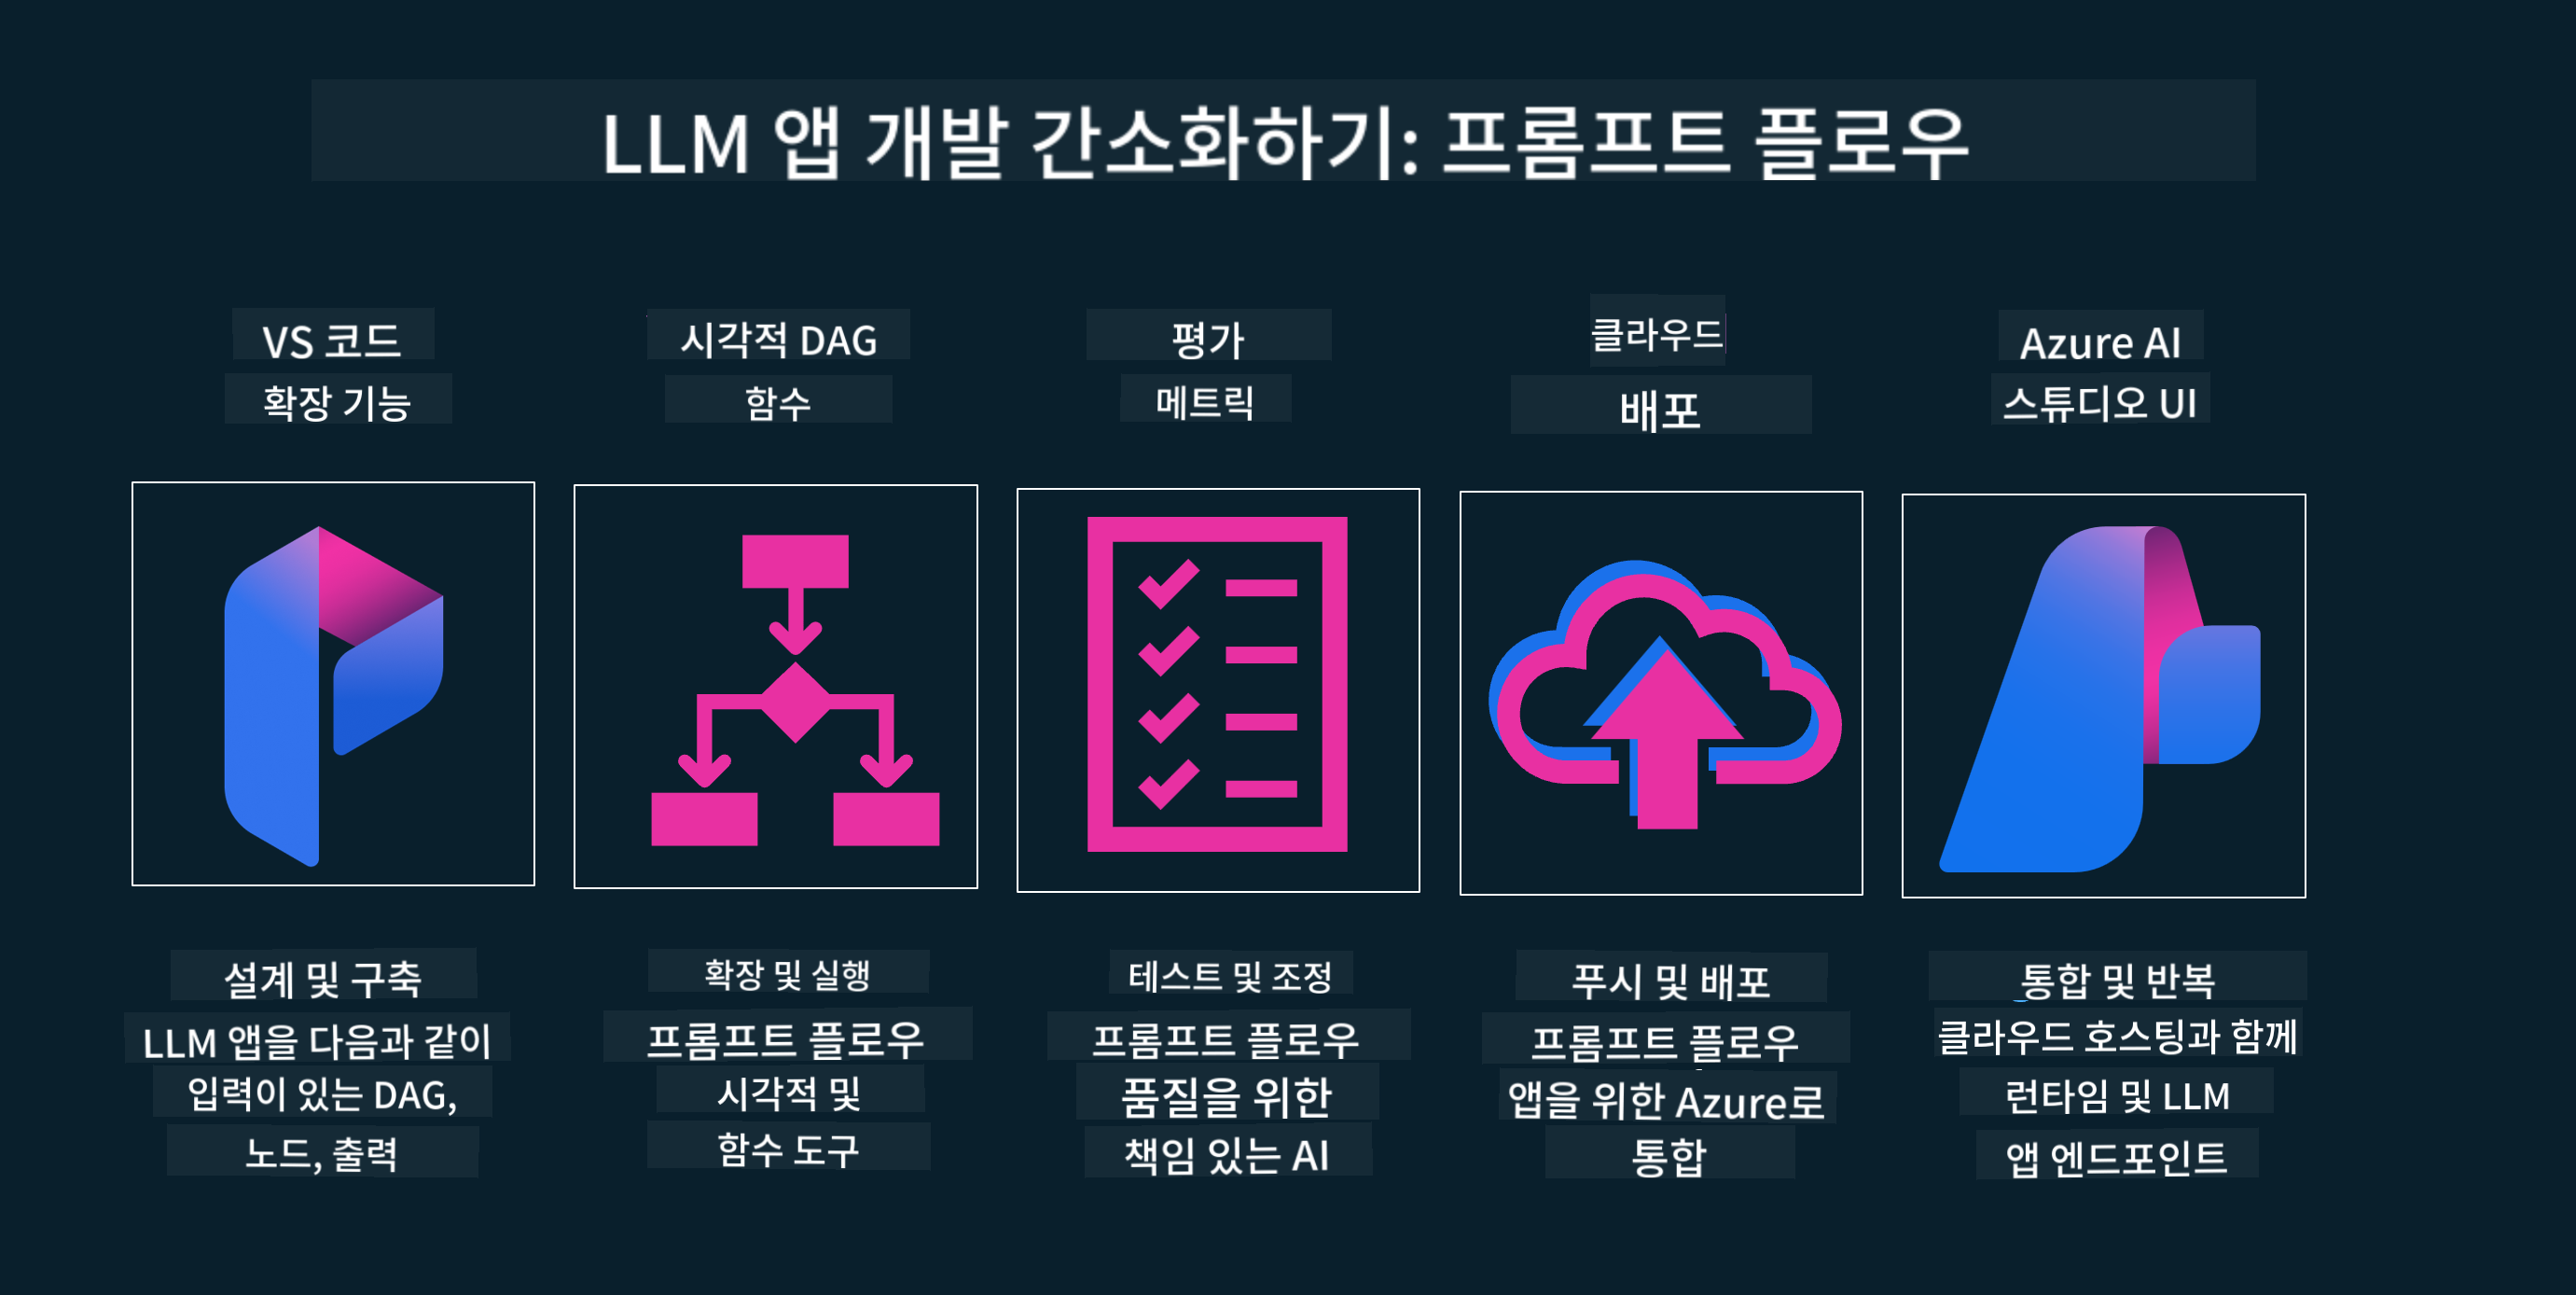 LLM 앱 개발 간소화하기: 프롬프트 플로우
VS 코드
확장 기능
시각적 DAG
함수
평가
메트릭
클라우드
배포
Azure AI
스튜디오 UI
설계 및 구축
LLM 앱을 다음과 같이
입력이 있는 DAG,
노드, 출력
확장 및 실행
프롬프트 플로우
시각적 및
함수 도구
테스트 및 조정
프롬프트 플로우
품질을 위한
책임 있는 AI
푸시 및 배포
프롬프트 플로우
앱을 위한 Azure로
통합
통합 및 반복
클라우드 호스팅과 함께
런타임 및 LLM
앱 엔드포인트